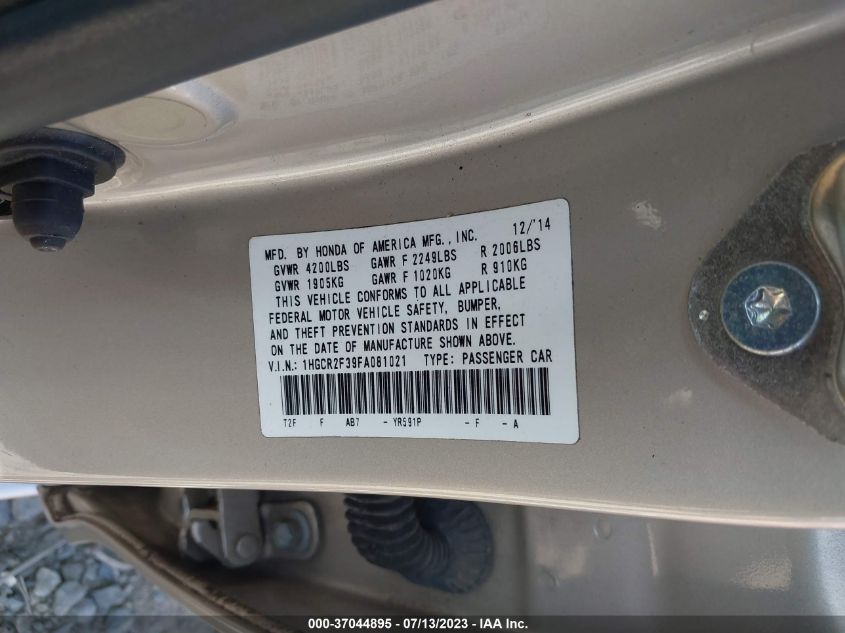 MFD. BY HONDA OF AMERICA MFG., INC. 12/'14
GVWR 4200LBS GAWR F 2249LBS R 2006LBS
GVWR 1905KG GAWR F 1020KG R 910KG
THIS VEHICLE CONFORMS TO ALL APPLICABLE
FEDERAL MOTOR VEHICLE SAFETY, BUMPER,
AND THEFT PREVENTION STANDARDS IN EFFECT
ON THE DATE OF MANUFACTURE SHOWN ABOVE.
V.I.N.: 1HGCR2F39FA081021 TYPE: PASSENGER CAR
T2F F AB7 - YR591P - F - A
000-37044895 - 07/13/2023 - IAA Inc.